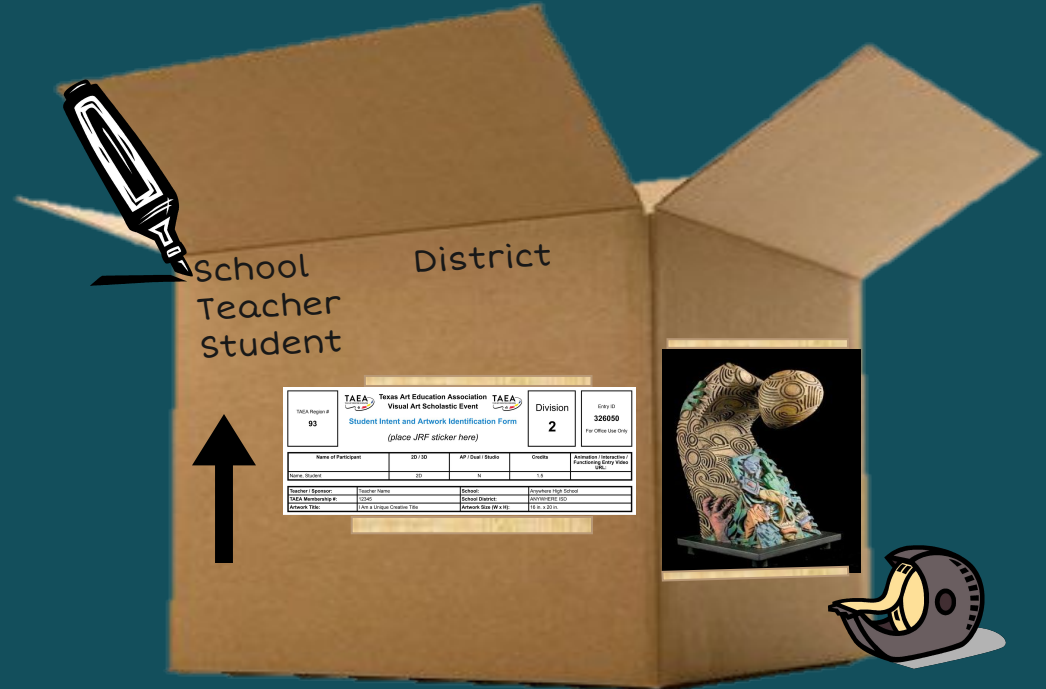 School
District
Teacher
Student
TAEA Region #
93
TAEA
Texas Art Education Association
Visual Art Scholastic Event
TAEA
Student Intent and Artwork Identification Form
(place JRF sticker here)
Division
2
Entry ID
326050
For Office Use Only
Name of Participant 2D / 3D AP / Dual / Studio Credits Animation / Interactive / Functioning Entry Video URL:
Name, Student 2D N
Teacher / Sponsor: Teacher Name School: Anywhere High School
TAEA Membership #: 12345 School District: ANYWHERE ISD
Artwork Title: I Am a Unique Creative Title Artwork Size (W x H): 16 in. x 20 in.